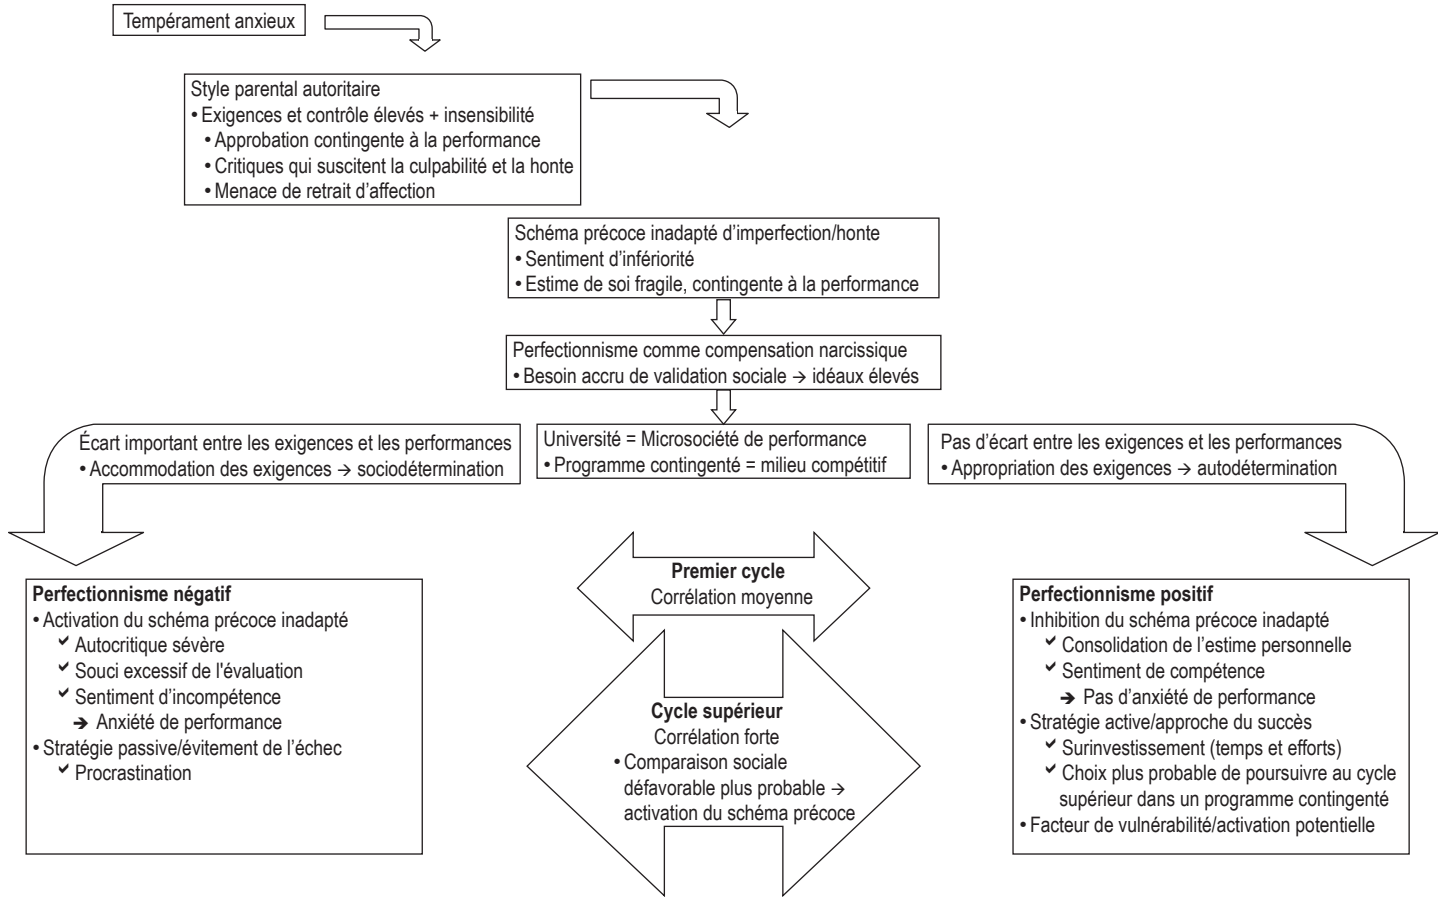 Tempérament anxieux
Style parental autoritaire
• Exigences et contrôle élevés + insensibilité
• Approbation contingente à la performance
• Critiques qui suscitent la culpabilité et la honte
• Menace de retrait d’affection
Schéma précoce inadapté d’imperfection/honte
• Sentiment d’infériorité
• Estime de soi fragile, contingente à la performance
Perfectionnisme comme compensation narcissique
• Besoin accru de validation sociale → idéaux élevés
Écart important entre les exigences et les performances
• Accommodation des exigences → sociodétermination
Université = Microsociété de performance
• Programme contingenté = milieu compétitif
Pas d’écart entre les exigences et les performances
• Appropriation des exigences → autodétermination
Perfectionnisme négatif
• Activation du schéma précoce inadapté
✓ Autocritique sévère
✓ Souci excessif de l'évaluation
✓ Sentiment d’incompétence
➔ Anxiété de performance
• Stratégie passive/évitement de l’échec
✓ Procrastination
Premier cycle
Corrélation moyenne
Cycle supérieur
Corrélation forte
• Comparaison sociale
défavorable plus probable →
activation du schéma précoce
Perfectionnisme positif
• Inhibition du schéma précoce inadapté
✓ Consolidation de l’estime personnelle
✓ Sentiment de compétence
➔ Pas d’anxiété de performance
• Stratégie active/approche du succès
✓ Surinvestissement (temps et efforts)
✓ Choix plus probable de poursuivre au cycle
supérieur dans un programme contingenté
• Facteur de vulnérabilité/activation potentielle